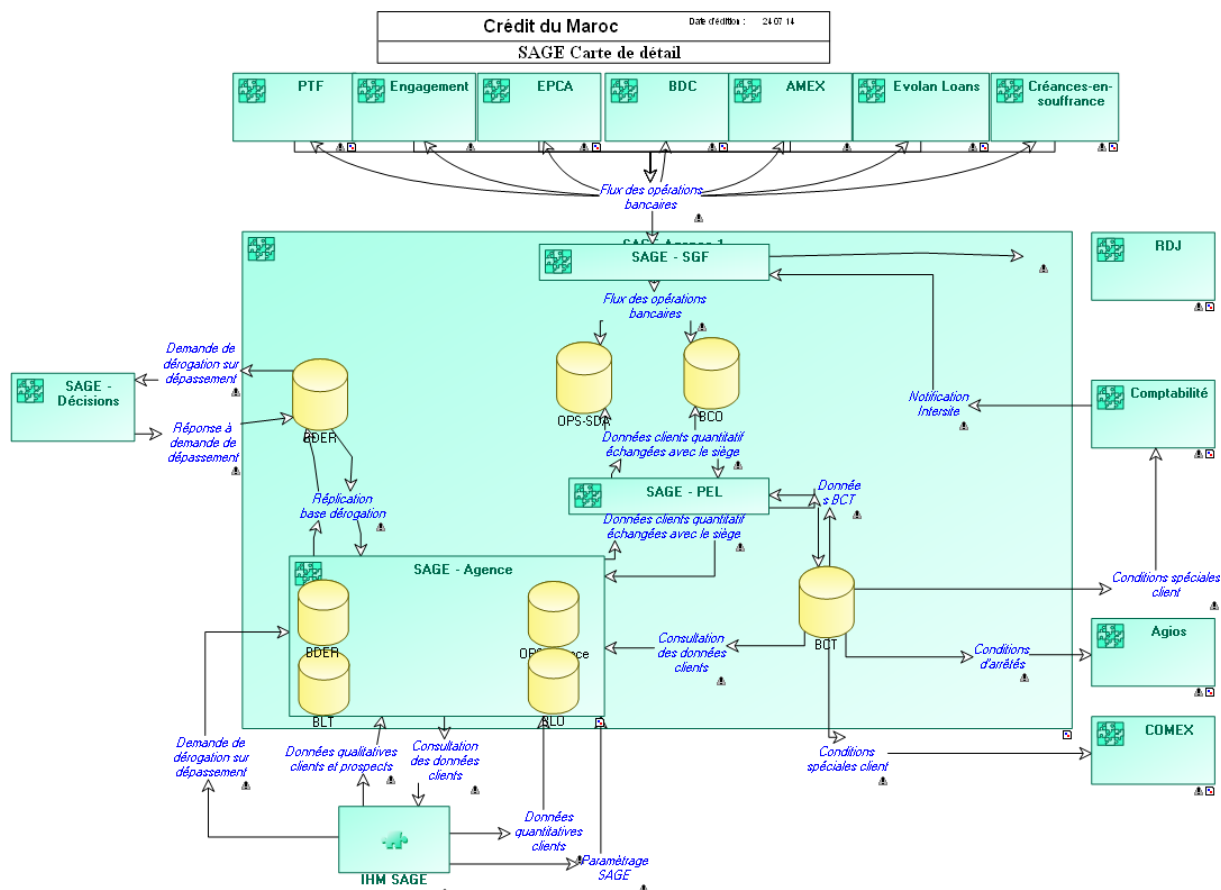 Crédit du Maroc
Date d'édition : 24 07 14
SAGE Carte de détail
PTF
Engagement
EPCA
BDC
AMEX
Evolan Loans
Créances-en-
souffrance
Flux des opérations
bancaires
SAGE Agence 1
SAGE - SGF
RDJ
Flux des opérations
bancaires
Demande de
dérogation sur
dépassement
SAGE -
Décisions
BDER
OPS-SDA
BCO
Notification
Intersite
Comptabilité
Réponse à
demande de
dépassement
Données clients quantitatif
échangées avec le siège
Réplication
base dérogation
SAGE - PEL
Donnée
s BCT
Données clients quantitatif
échangées avec le siège
SAGE - Agence
BDER
BLT
BLU
BCT
Conditions spéciales
client
Consultation
des données
clients
Conditions
d'arrêtés
Agios
Demande de
dérogation sur
dépassement
Données qualitatives
clients et prospects
Consultation
des données
clients
Conditions
spéciales client
COMEX
Données
quantitatives
clients
Paramètrage
SAGE
IHM SAGE